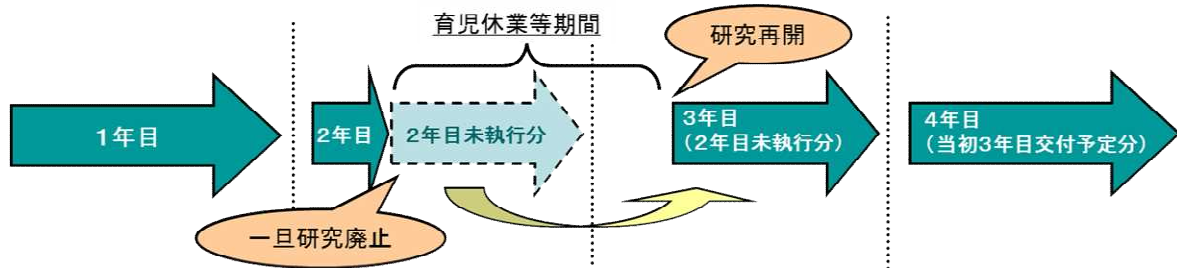 育児休業等期間
研究再開
1年目
2年目
2年目未執行分
3年目
(2年目未執行分)
4年目
(当初3年目交付予定分)
一旦研究廃止